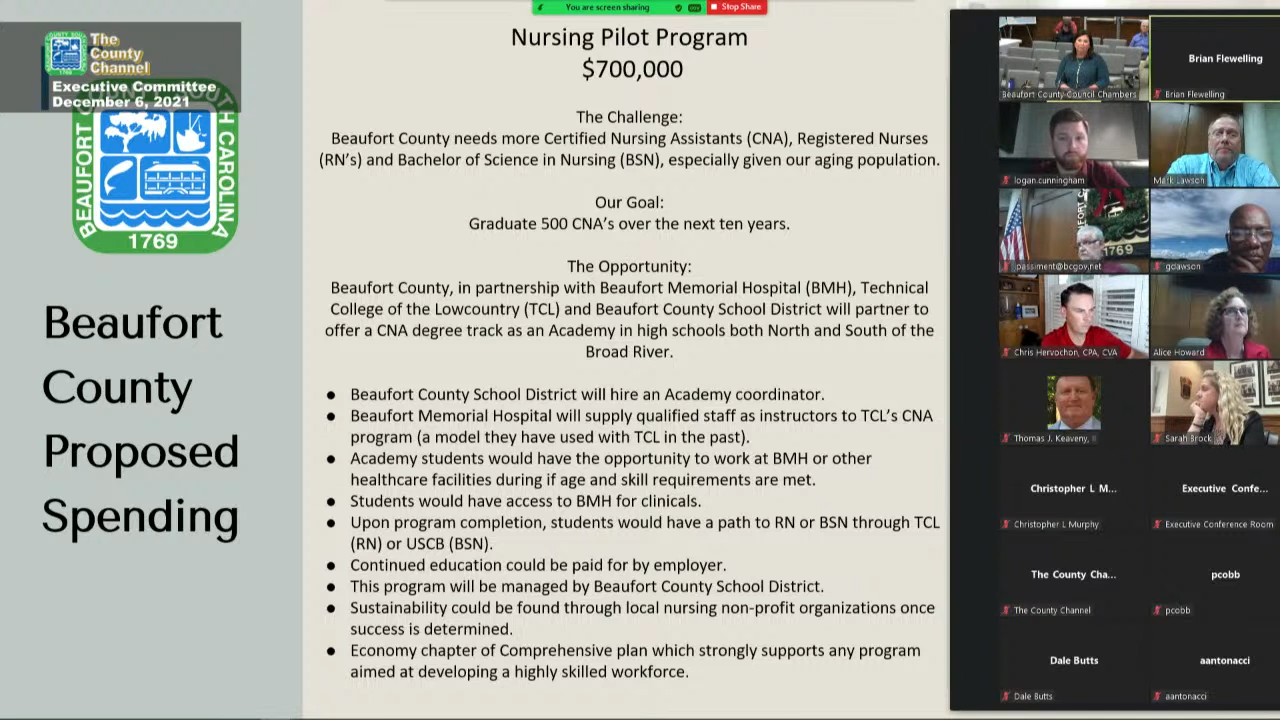 You are screen sharing
Stop Share
The
County
Channel
Executive Committee
December 6, 2021
BEAUFORT
SOUTH CAROLINA
1769
Beaufort
County
Proposed
Spending
Nursing Pilot Program
$700,000
The Challenge:
Beaufort County needs more Certified Nursing Assistants (CNA), Registered Nurses
(RN's) and Bachelor of Science in Nursing (BSN), especially given our aging population.
Our Goal:
Graduate 500 CNA's over the next ten years.
The Opportunity:
Beaufort County, in partnership with Beaufort Memorial Hospital (BMH), Technical
College of the Lowcountry (TCL) and Beaufort County School District will partner to
offer a CNA degree track as an Academy in high schools both North and South of the
Broad River.
● Beaufort County School District will hire an Academy coordinator.
● Beaufort Memorial Hospital will supply qualified staff as instructors to TCL's CNA
program (a model they have used with TCL in the past).
● Academy students would have the opportunity to work at BMH or other
healthcare facilities during if age and skill requirements are met.
● Students would have access to BMH for clinicals.
● Upon program completion, students would have a path to RN or BSN through TCL
(RN) or USCB (BSN).
● Continued education could be paid for by employer.
● This program will be managed by Beaufort County School District.
● Sustainability could be found through local nursing non-profit organizations once
success is determined.
● Economy chapter of Comprehensive plan which strongly supports any program
aimed at developing a highly skilled workforce.
Beaufort County Council Chambers
Brian Flewelling
Brian Flewelling
logan.cunningham
Mark Lawson
1769
passiment@bcgov.net
gdawson
Chris Hervochon, CPA, CVA
Alice Howard
Thomas J. Keaveny, II
Sarah Brock
Christopher L M...
Christopher L Murphy
Executive Confe...
Executive Conference Room
The County Cha...
The County Channel
pcobb
pcobb
Dale Butts
Dale Butts
aantonacci
aantonacci